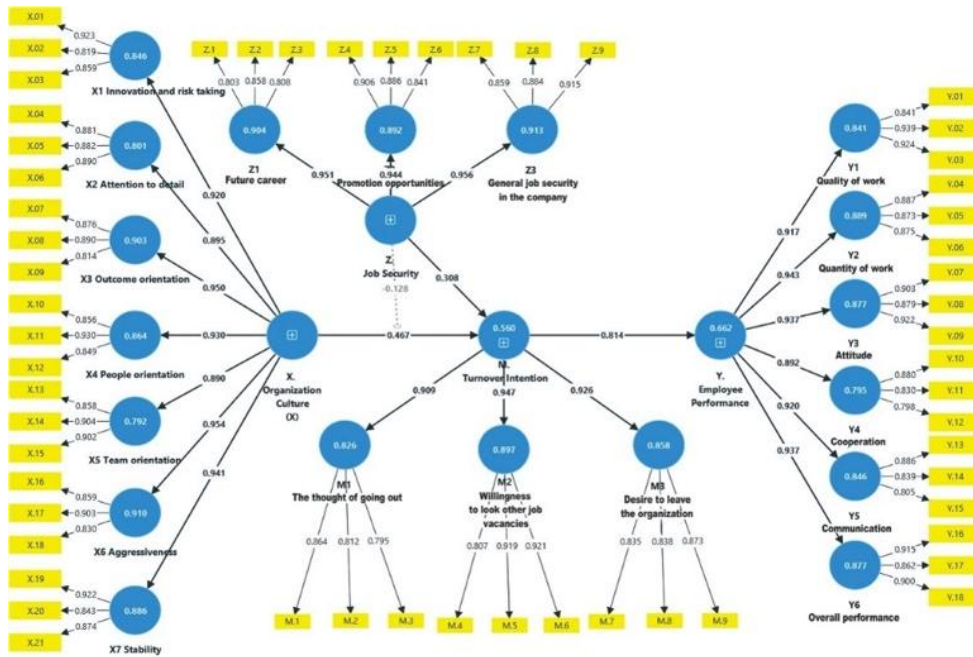 X.01
X.02
X.03
0.923
0.819
0.859
0.846
X1 Innovation and risk taking
X.04
X.05
X.06
0.881
0.882
0.890
0.801
X2 Attention to detail
X.07
X.08
X.09
0.876
0.890
0.814
0.903
X3 Outcome orientation
X.10
X.11
X.12
0.856
0.930
0.849
0.864
X4 People orientation
X.13
X.14
X.15
0.858
0.904
0.902
0.792
X5 Team orientation
X.16
X.17
X.18
0.859
0.903
0.830
0.910
X6 Aggressiveness
X.19
X.20
X.21
0.922
0.843
0.874
0.886
X7 Stability
0.920
0.895
0.950
0.930
0.890
0.954
0.941
X.
Organization
Culture
(X)
Z.1
Z.2
Z.3
0.803
0.858
0.808
0.904
Z1
Future career
Z.4
Z.5
Z.6
0.906
0.886
0.841
0.892
Promotion opportunities
Z.7
Z.8
Z.9
0.859
0.884
0.915
0.913
Z3
General job security
in the company
0.951
0.944
0.956
Z.
Job Security
-0.128
0.308
0.467
0.560
M.
Turnover Intention
0.814
0.909
0.947
0.926
0.826
M1
The thought of going out
0.864
0.812
0.795
M.1
M.2
M.3
0.897
M2
Willingness
to look other job
vacancies
0.807
0.919
0.921
M.4
M.5
M.6
0.858
M3
Desire to leave
the organization
0.835
0.838
0.873
M.7
M.8
M.9
0.662
Y.
Employee
Performance
0.917
0.943
0.937
0.892
0.920
0.937
0.841
Y1
Quality of work
0.841
0.939
0.924
Y.01
Y.02
Y.03
0.889
Y2
Quantity of work
0.887
0.873
0.875
Y.04
Y.05
Y.06
0.877
Y3
Attitude
0.903
0.879
0.922
Y.07
Y.08
Y.09
0.795
Y4
Cooperation
0.880
0.830
0.798
Y.10
Y.11
Y.12
0.846
Y5
Communication
0.886
0.839
0.805
Y.13
Y.14
Y.15
0.877
Y6
Overall performance
0.915
0.862
0.900
Y.16
Y.17
Y.18